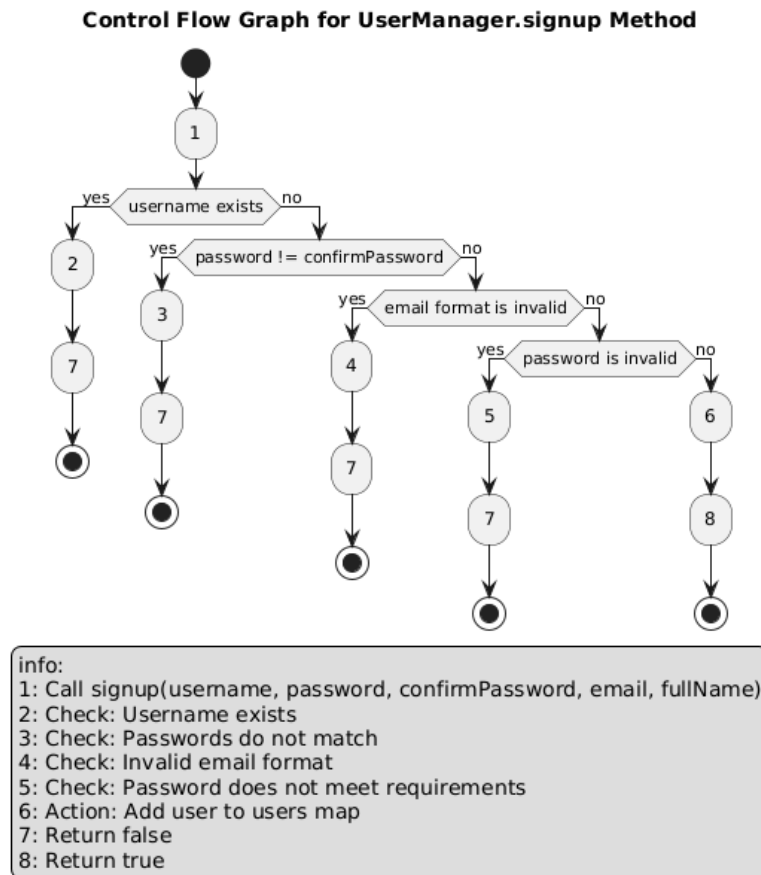 Control Flow Graph for UserManager.signup Method
1
yes
username exists
no
2
yes
password != confirmPassword
no
3
yes
email format is invalid
no
7
4
yes
password is invalid
no
7
5
6
7
7
8
info:
1: Call signup(username, password, confirmPassword, email, fullName)
2: Check: Username exists
3: Check: Passwords do not match
4: Check: Invalid email format
5: Check: Password does not meet requirements
6: Action: Add user to users map
7: Return false
8: Return true